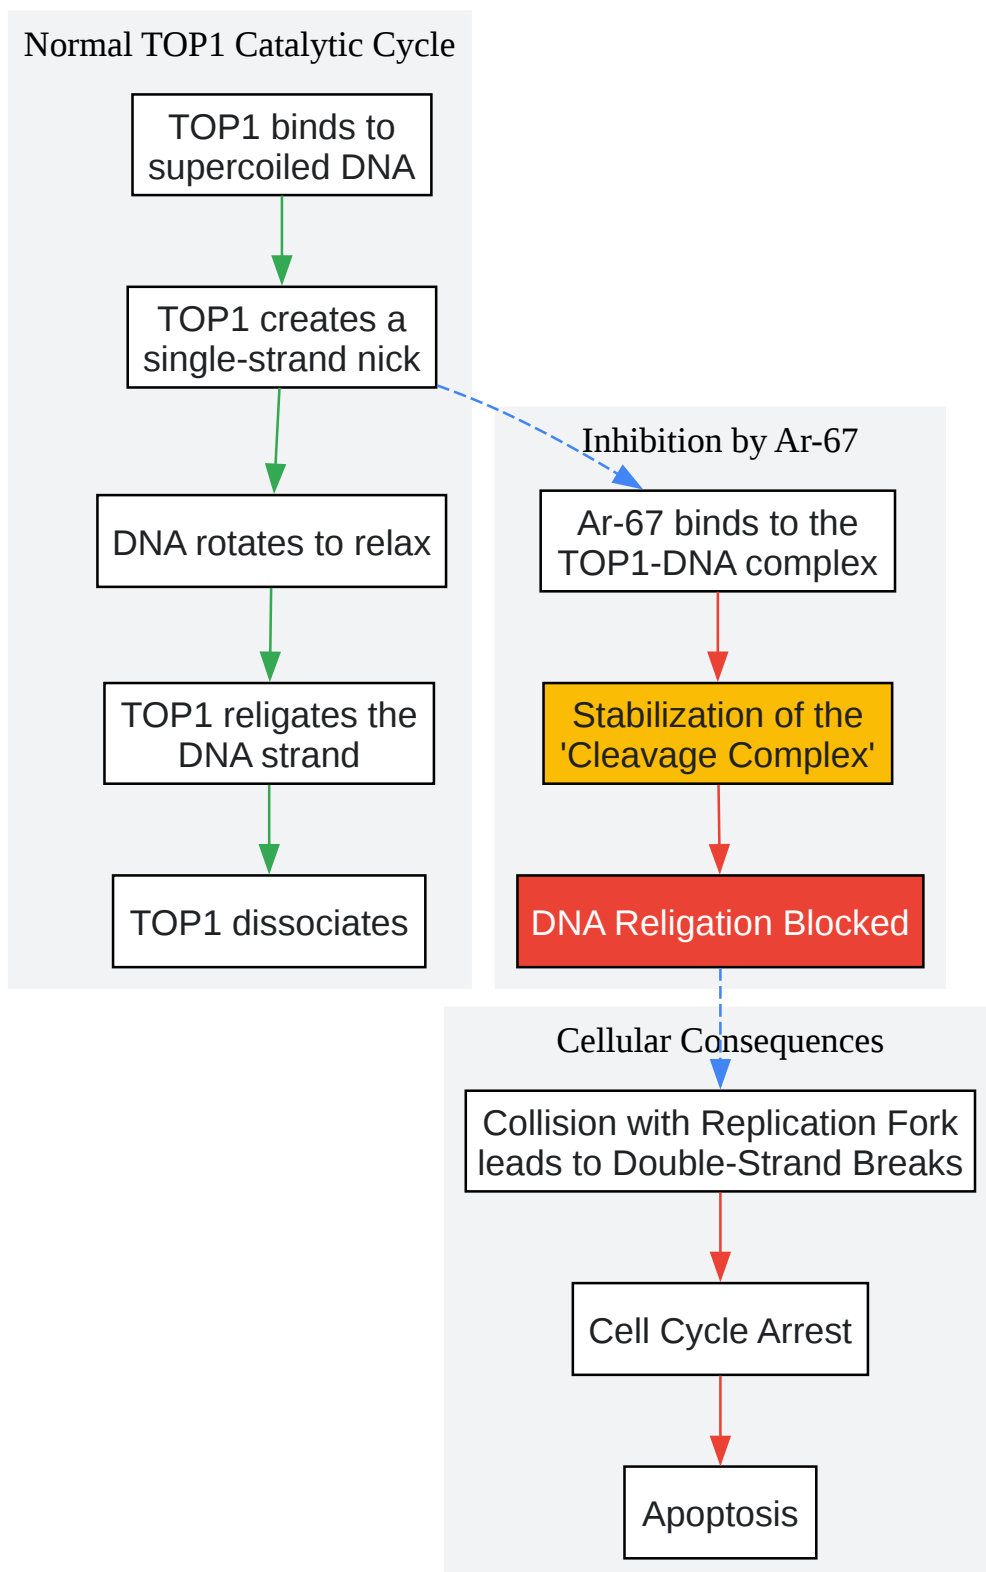 Normal TOP1 Catalytic Cycle
TOP1 binds to
supercoiled DNA
TOP1 creates a
single-strand nick
DNA rotates to relax
TOP1 religates the
DNA strand
TOP1 dissociates
Inhibition by Ar-67
Ar-67 binds to the
TOP1-DNA complex
Stabilization of the
'Cleavage Complex'
DNA Religation Blocked
Cellular Consequences
Collision with Replication Fork
leads to Double-Strand Breaks
Cell Cycle Arrest
Apoptosis